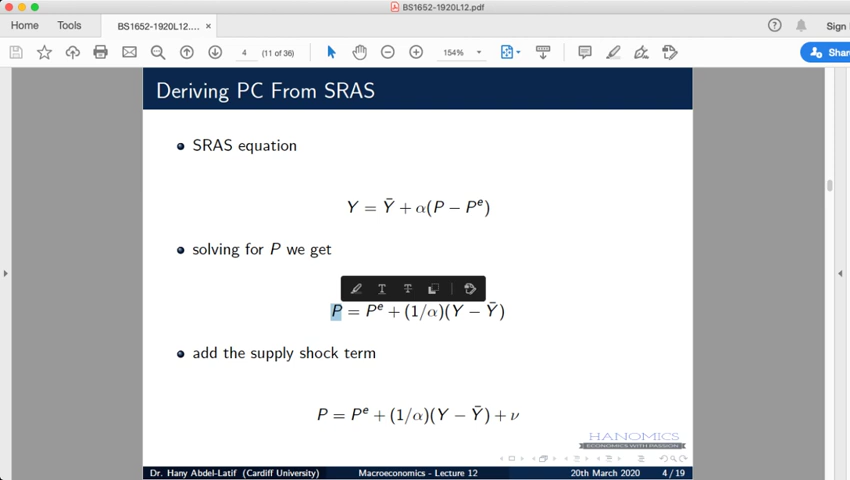 BS1652-1920L12.pdf
Home Tools BS1652-1920L12.... × Sign
4 (11 of 36) 154% Shar
Deriving PC From SRAS
SRAS equation
Y = Ȳ + α(P − Pᵉ)
solving for P we get
P = Pᵉ + (1/α)(Y − Ȳ)
add the supply shock term
P = Pᵉ + (1/α)(Y − Ȳ) + ν
HANOMICS
ECONOMICS WITH PASSION
Dr. Hany Abdel-Latif (Cardiff University) Macroeconomics - Lecture 12 20th March 2020 4 / 19